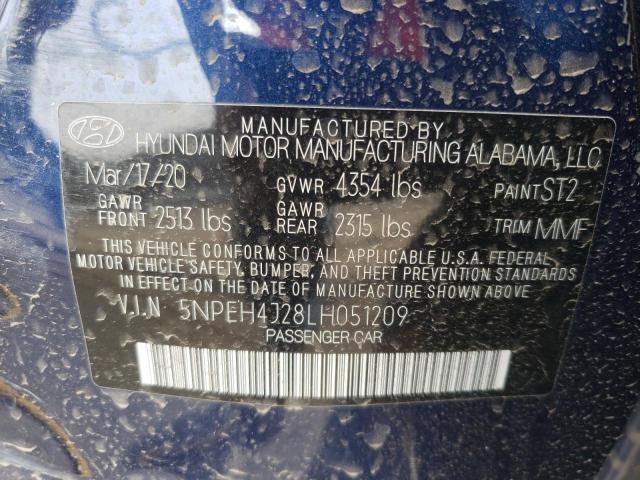 MANUFACTURED BY
HYUNDAI MOTOR MANUFACTURING ALABAMA, LLC
Mar/17/20 GVWR 4354 lbs PAINT ST2
GAWR FRONT 2513 lbs GAWR REAR 2315 lbs TRIM MMF
THIS VEHICLE CONFORMS TO ALL APPLICABLE U.S.A. FEDERAL
MOTOR VEHICLE SAFETY, BUMPER, AND THEFT PREVENTION STANDARDS
IN EFFECT ON THE DATE OF MANUFACTURE SHOWN ABOVE.
V.I.N 5NPEH4J28LH051209
PASSENGER CAR